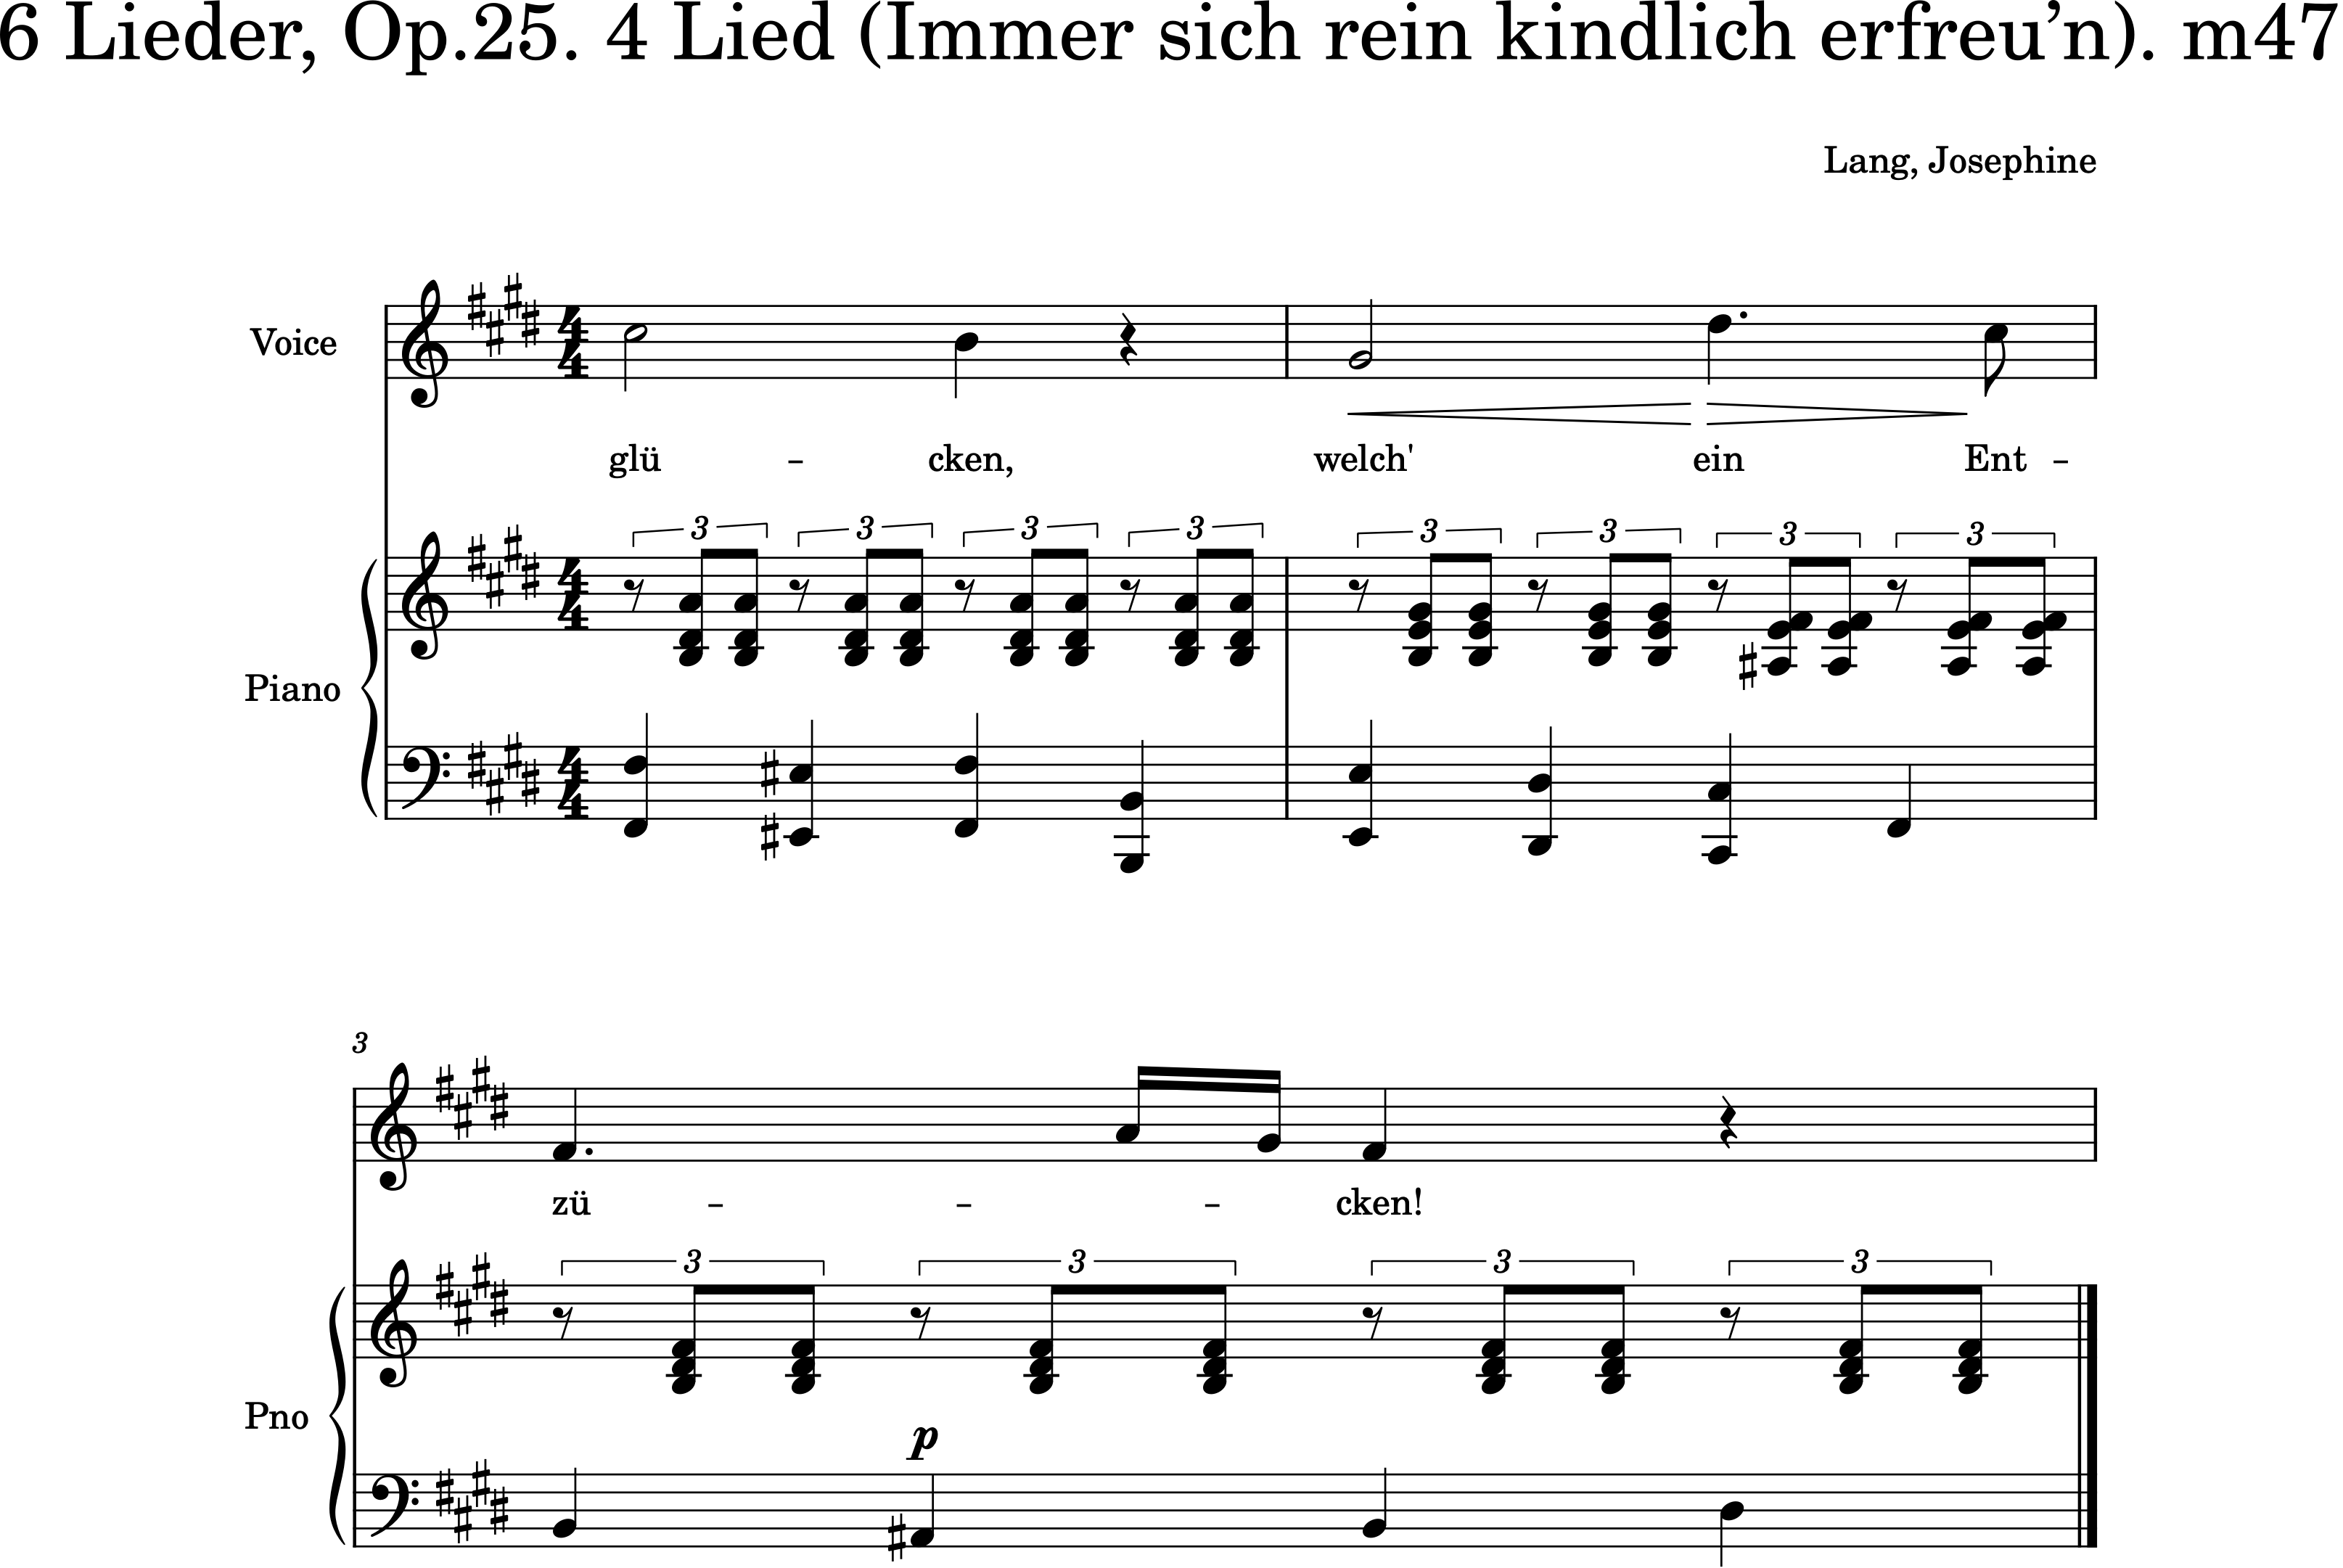 6 Lieder, Op.25. 4 Lied (Immer sich rein kindlich erfreu’n). m47
Lang, Josephine
Voice
glü - cken, welch' ein Ent -
3 3 3 3 3 3 3 3
Piano
3
zü - - - cken!
3 3 3 3
Pno
p